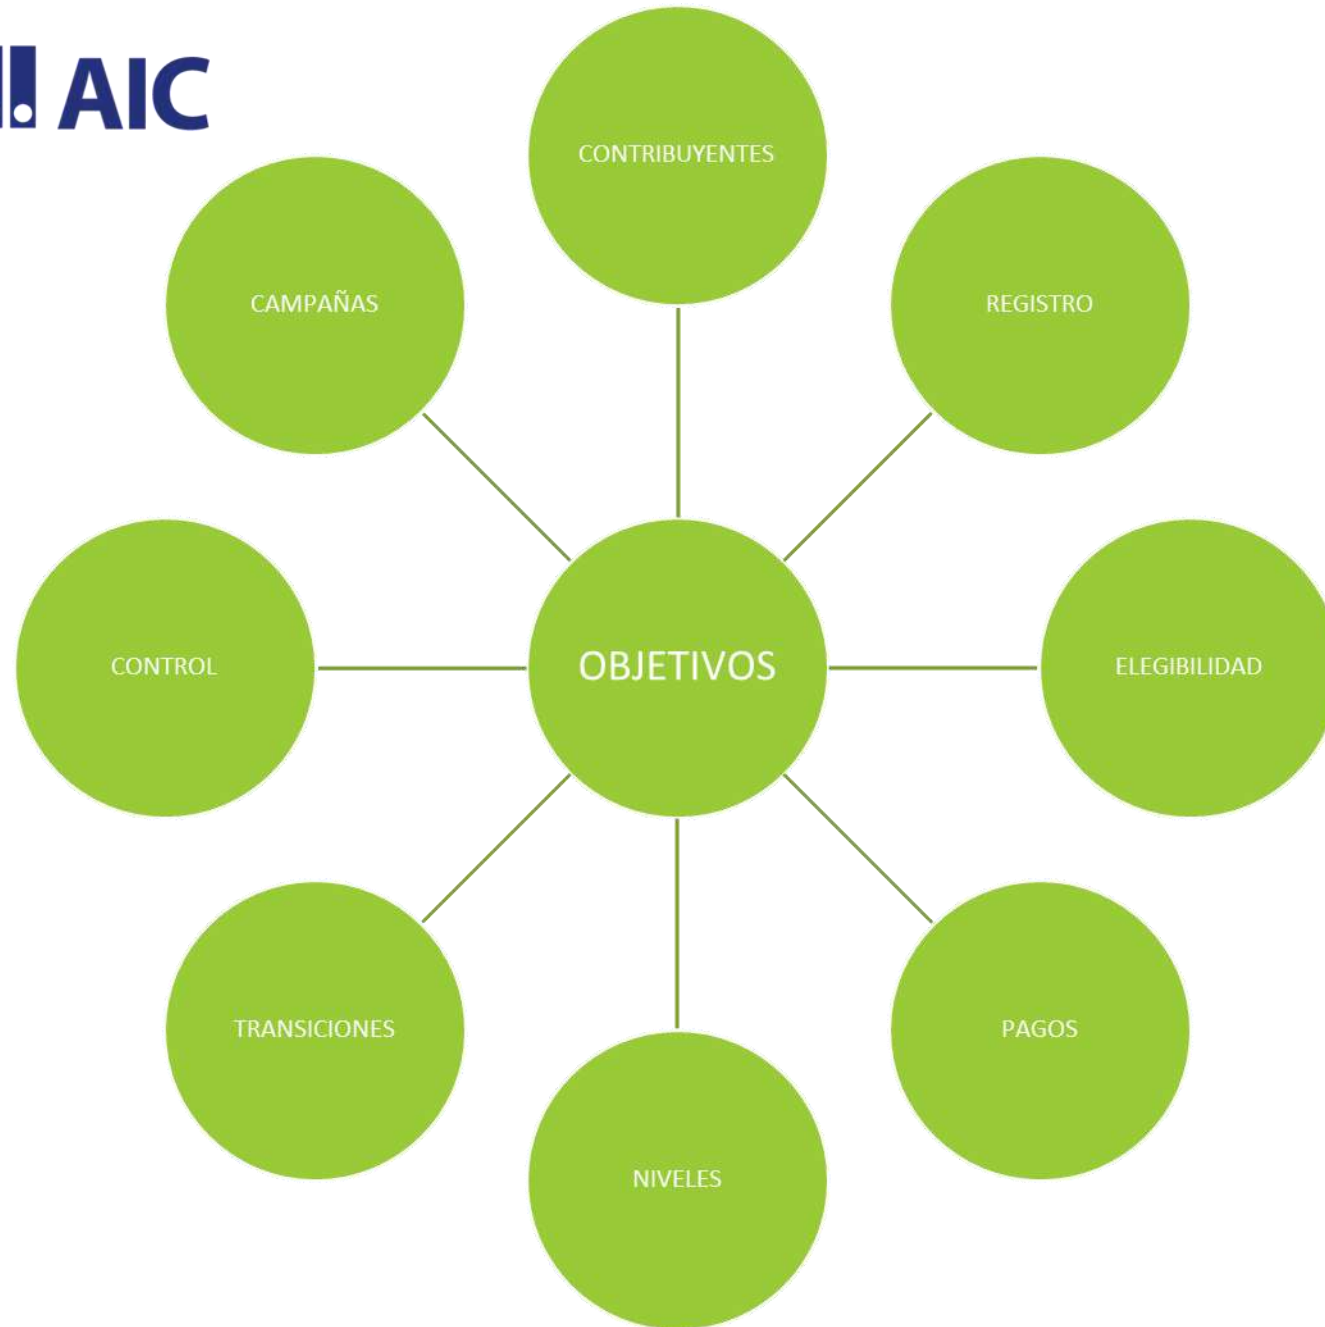 AIC
CONTRIBUYENTES
CAMPAÑAS
REGISTRO
CONTROL
OBJETIVOS
ELEGIBILIDAD
TRANSICIONES
PAGOS
NIVELES